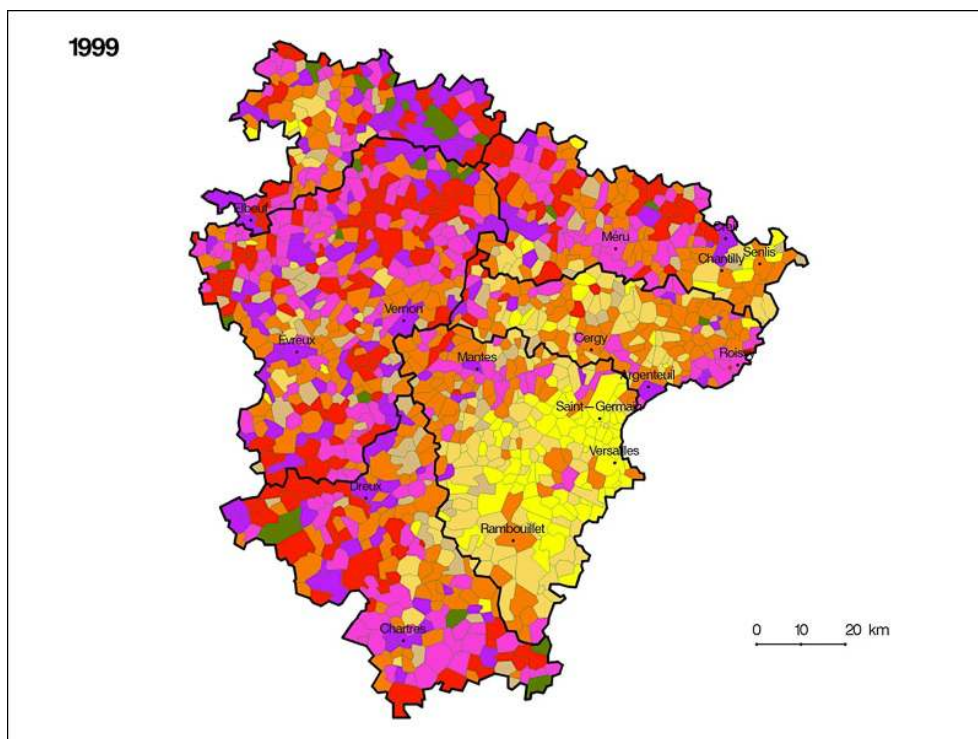 1999
Elbeuf
Méru
Creil
Chantilly
Senlis
Vernon
Évreux
Mantes
Cergy
Roissy
Argenteuil
Saint-Germain
Versailles
Dreux
Rambouillet
Chartres
0 10 20 km